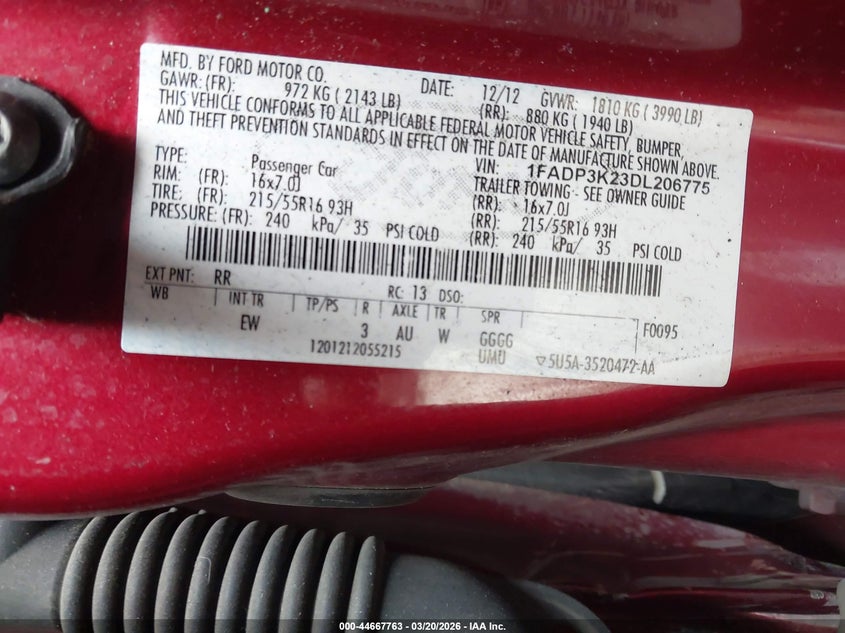 MFD. BY FORD MOTOR CO. DATE: 12/12 GVWR: 1810 KG ( 3990 LB)
GAWR: (FR): 972 KG ( 2143 LB) (RR): 880 KG ( 1940 LB)
THIS VEHICLE CONFORMS TO ALL APPLICABLE FEDERAL MOTOR VEHICLE SAFETY, BUMPER,
AND THEFT PREVENTION STANDARDS IN EFFECT ON THE DATE OF MANUFACTURE SHOWN ABOVE.
VIN: 1FADP3K23DL206775
TYPE: Passenger Car TRAILER TOWING - SEE OWNER GUIDE
RIM: (FR): 16x7.0J (RR): 16x7.0J
TIRE: (FR): 215/55R16 93H (RR): 215/55R16 93H
PRESSURE: (FR): 240 kPa/ 35 PSI COLD (RR): 240 kPa/ 35 PSI COLD
EXT PNT: RR RC: 13 DSO:
WB INT TR TP/PS R AXLE TR SPR F0095
EW 3 AU W GGGG
1201212055215 UMU ▽5U5A-3520472-AA
000-44667763 — 03/20/2026 — IAA Inc.